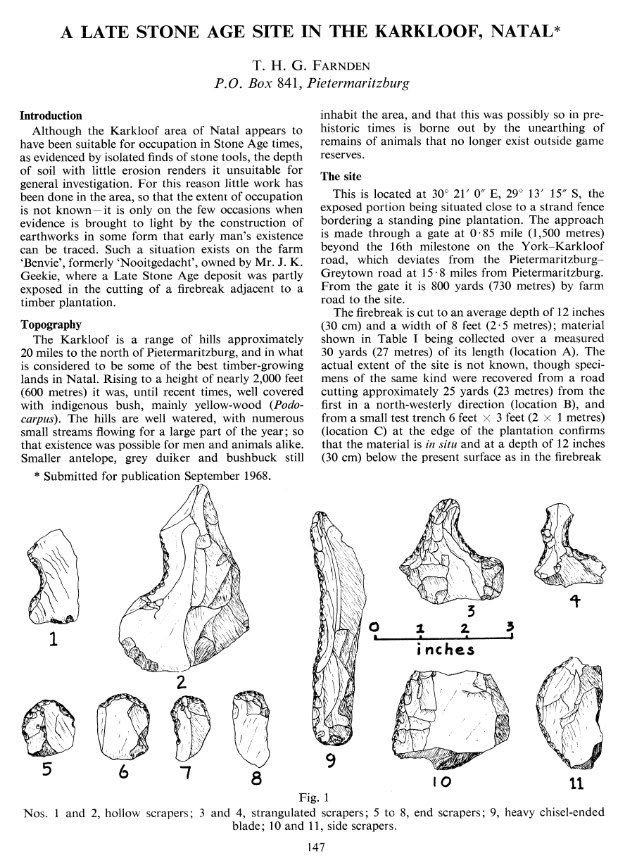 A LATE STONE AGE SITE IN THE KARKLOOF, NATAL*
T. H. G. FARNDEN
P.O. Box 841, Pietermaritzburg
Introduction
Although the Karkloof area of Natal appears to
have been suitable for occupation in Stone Age times,
as evidenced by isolated finds of stone tools, the depth
of soil with little erosion renders it unsuitable for
general investigation. For this reason little work has
been done in the area, so that the extent of occupation
is not known—it is only on the few occasions when
evidence is brought to light by the construction of
earthworks in some form that early man's existence
can be traced. Such a situation exists on the farm
'Benvie', formerly 'Nooitgedacht', owned by Mr. J. K.
Geekie, where a Late Stone Age deposit was partly
exposed in the cutting of a firebreak adjacent to a
timber plantation.
Topography
The Karkloof is a range of hills approximately
20 miles to the north of Pietermaritzburg, and in what
is considered to be some of the best timber-growing
lands in Natal. Rising to a height of nearly 2,000 feet
(600 metres) it was, until recent times, well covered
with indigenous bush, mainly yellow-wood (Podo-
carpus). The hills are well watered, with numerous
small streams flowing for a large part of the year; so
that existence was possible for men and animals alike.
Smaller antelope, grey duiker and bushbuck still
* Submitted for publication September 1968.
inhabit the area, and that this was possibly so in pre-
historic times is borne out by the unearthing of
remains of animals that no longer exist outside game
reserves.
The site
This is located at 30° 21′ 0″ E, 29° 13′ 15″ S, the
exposed portion being situated close to a strand fence
bordering a standing pine plantation. The approach
is made through a gate at 0·85 mile (1,500 metres)
beyond the 16th milestone on the York–Karkloof
road, which deviates from the Pietermaritzburg–
Greytown road at 15·8 miles from Pietermaritzburg.
From the gate it is 800 yards (730 metres) by farm
road to the site.
The firebreak is cut to an average depth of 12 inches
(30 cm) and a width of 8 feet (2·5 metres); material
shown in Table I being collected over a measured
30 yards (27 metres) of its length (location A). The
actual extent of the site is not known, though speci-
mens of the same kind were recovered from a road
cutting approximately 25 yards (23 metres) from the
first in a north-westerly direction (location B), and
from a small test trench 6 feet × 3 feet (2 × 1 metres)
(location C) at the edge of the plantation confirms
that the material is in situ and at a depth of 12 inches
(30 cm) below the present surface as in the firebreak
1
2
3
4
0 1 2 3
inches
5
6
7
8
9
10
11
Fig. 1
Nos. 1 and 2, hollow scrapers; 3 and 4, strangulated scrapers; 5 to 8, end scrapers; 9, heavy chisel-ended
blade; 10 and 11, side scrapers.
147